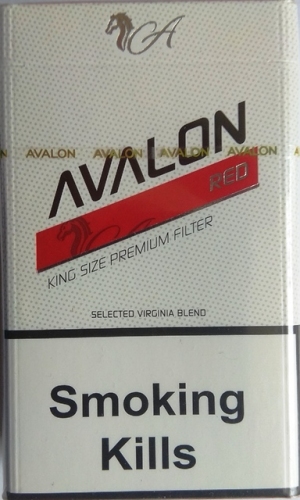 A
AVALON AVALON AVALON AVALON
AVALON
RED
KING SIZE PREMIUM FILTER
SELECTED VIRGINIA BLEND
Smoking
Kills